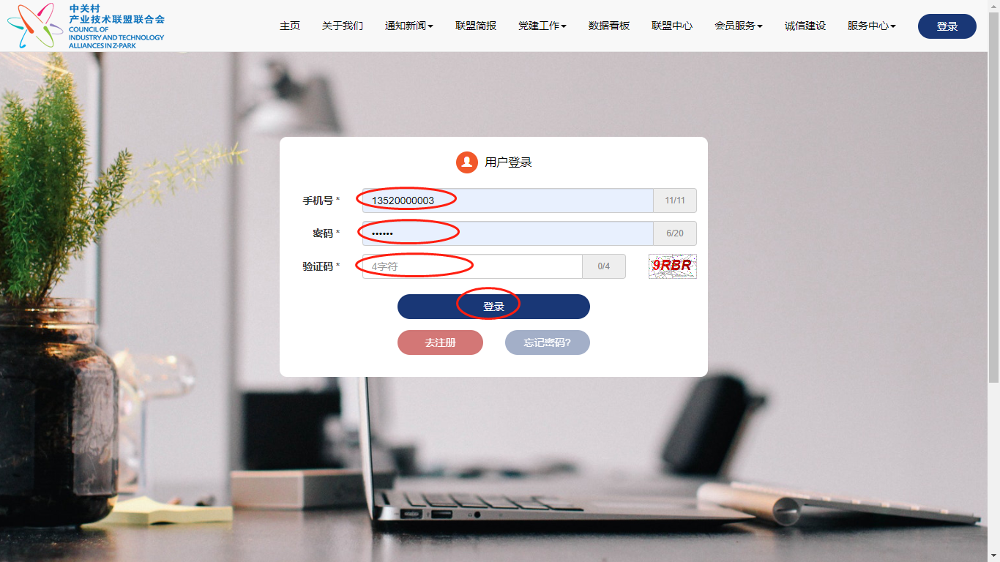 中关村
产业技术联盟联合会
COUNCIL OF
INDUSTRY AND TECHNOLOGY
ALLIANCES IN Z-PARK
主页 关于我们 通知新闻 联盟简报 党建工作 数据看板 联盟中心 会员服务 诚信建设 服务中心 登录
用户登录
手机号 * 13520000003 11/11
密码 * •••••• 6/20
验证码 * 4字符 0/4 9RBR
登录
去注册 忘记密码?